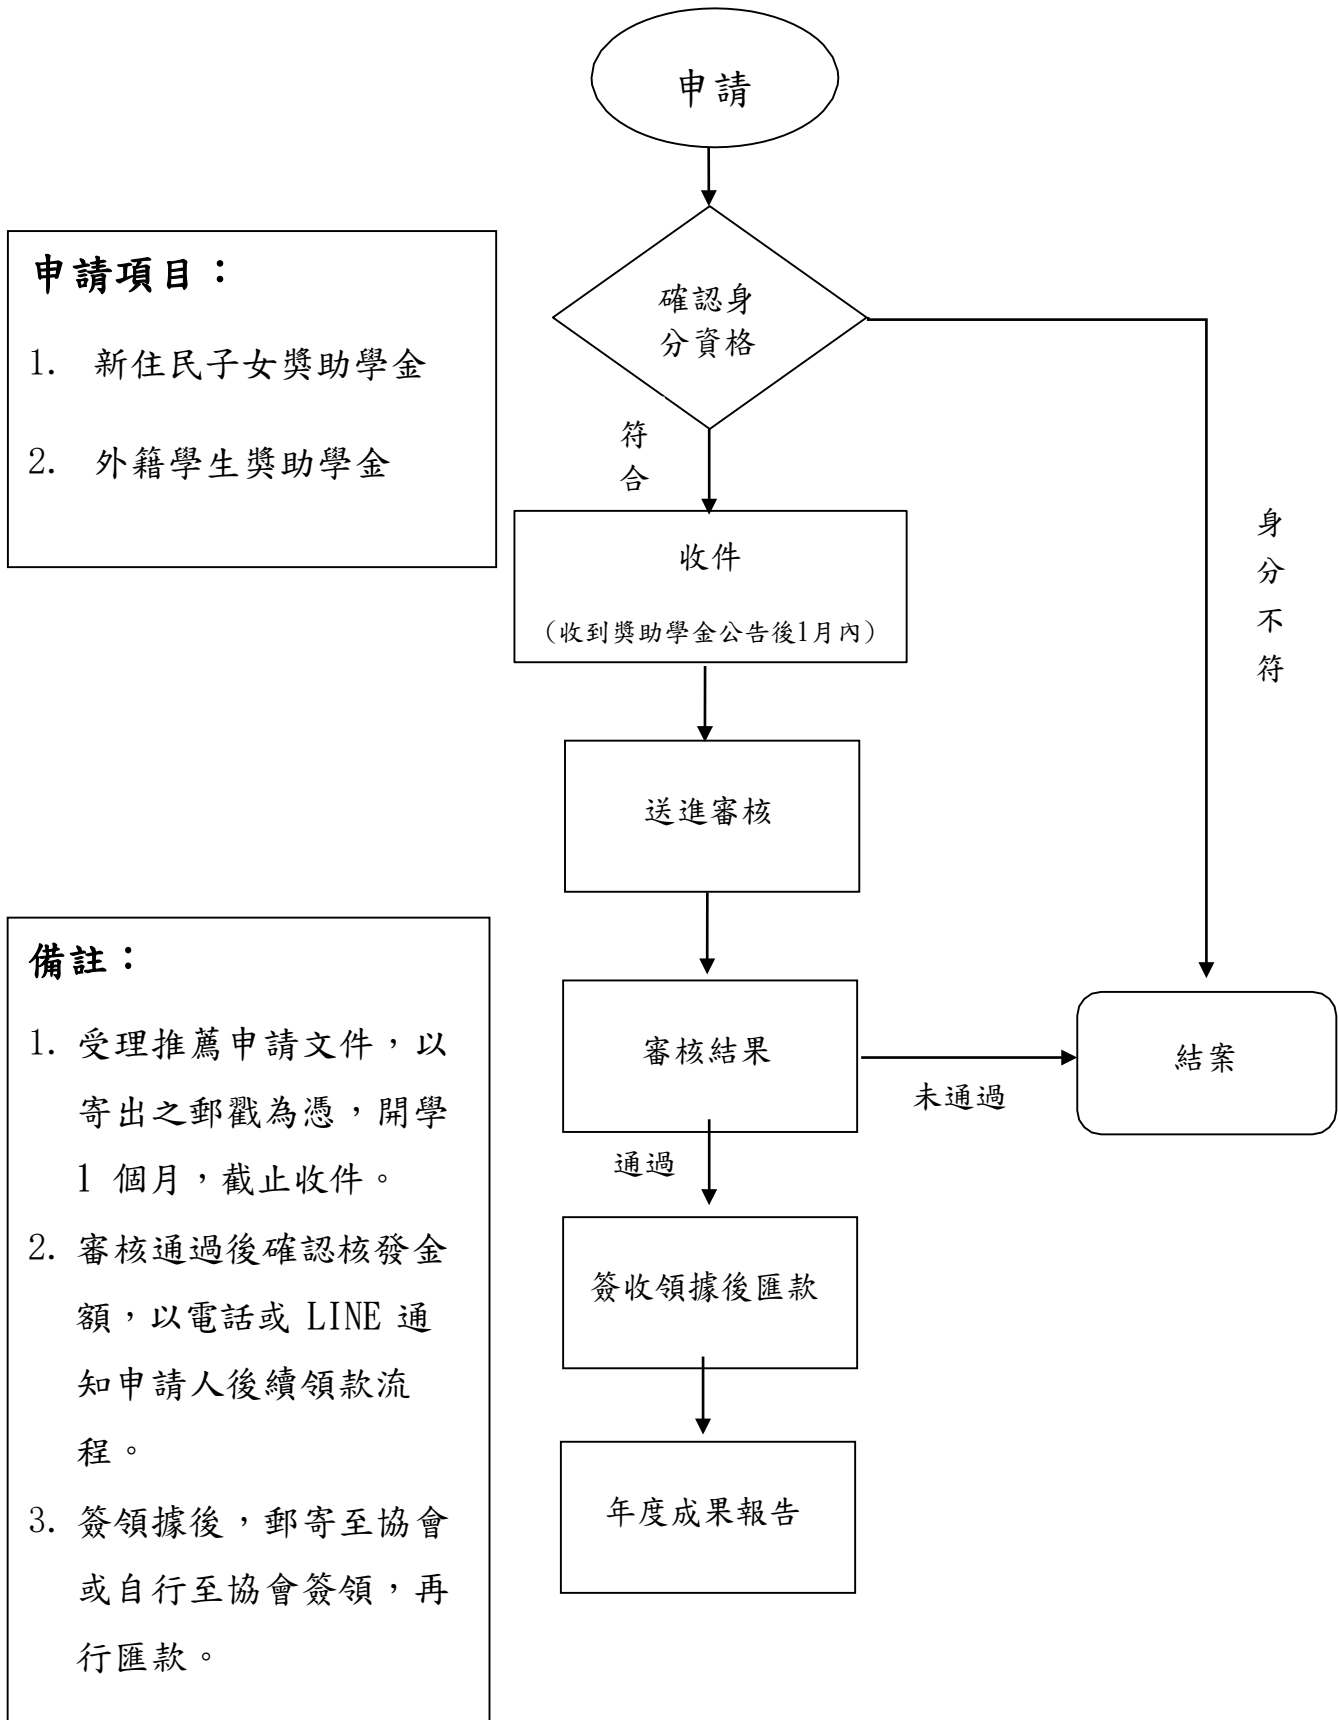 申請
申請項目：
1. 新住民子女獎助學金
2. 外籍學生獎助學金
確認身
分資格
符
合
身
分
不
符
收件
(收到獎助學金公告後1月內)
送進審核
審核結果
未通過
結案
通過
簽收領據後匯款
年度成果報告
備註：
1. 受理推薦申請文件，以
寄出之郵戳為憑，開學
1 個月，截止收件。
2. 審核通過後確認核發金
額，以電話或 LINE 通
知申請人後續領款流
程。
3. 簽領據後，郵寄至協會
或自行至協會簽領，再
行匯款。